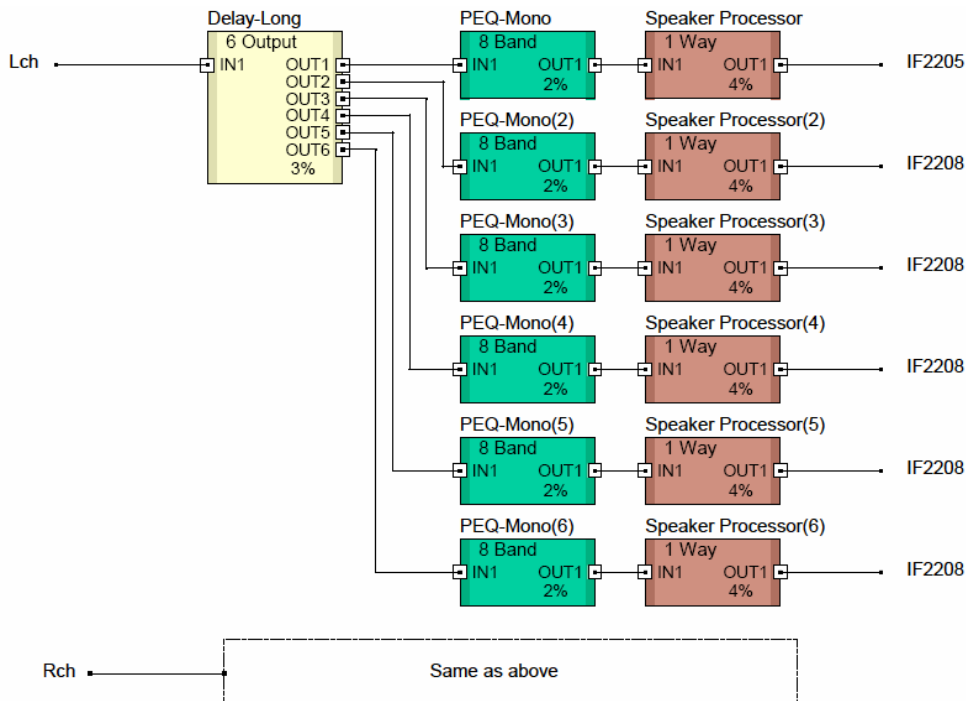 Delay-Long
PEQ-Mono
Speaker Processor
Lch
6 Output
IN1 OUT1
OUT2
OUT3
OUT4
OUT5
OUT6
3%
8 Band
IN1 OUT1
2%
1 Way
IN1 OUT1
4%
IF2205
PEQ-Mono(2)
Speaker Processor(2)
8 Band
IN1 OUT1
2%
1 Way
IN1 OUT1
4%
IF2208
PEQ-Mono(3)
Speaker Processor(3)
8 Band
IN1 OUT1
2%
1 Way
IN1 OUT1
4%
IF2208
PEQ-Mono(4)
Speaker Processor(4)
8 Band
IN1 OUT1
2%
1 Way
IN1 OUT1
4%
IF2208
PEQ-Mono(5)
Speaker Processor(5)
8 Band
IN1 OUT1
2%
1 Way
IN1 OUT1
4%
IF2208
PEQ-Mono(6)
Speaker Processor(6)
8 Band
IN1 OUT1
2%
1 Way
IN1 OUT1
4%
IF2208
Rch
Same as above